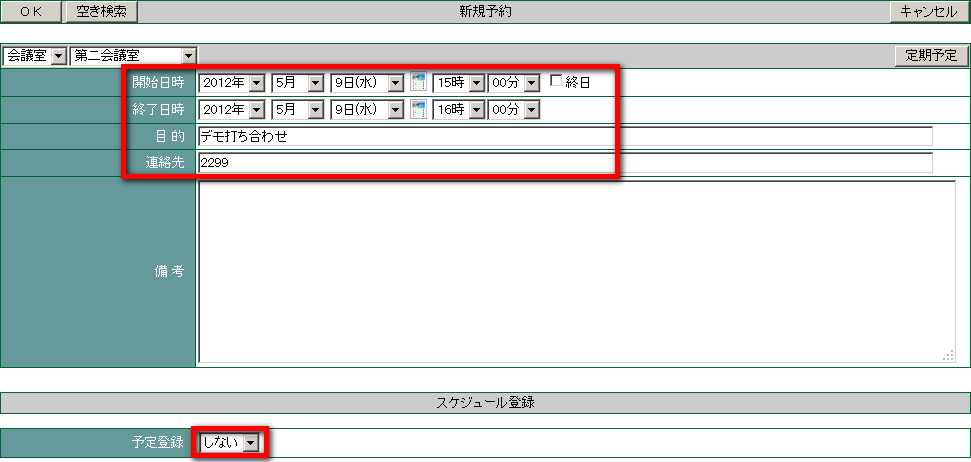 OK 空き検索 新規予約 キャンセル
会議室 第二会議室 定期予定
開始日時 2012年 5月 9日(水) 15時 00分 終日
終了日時 2012年 5月 9日(水) 16時 00分
目的 デモ打ち合わせ
連絡先 2299
備考
スケジュール登録
予定登録 しない